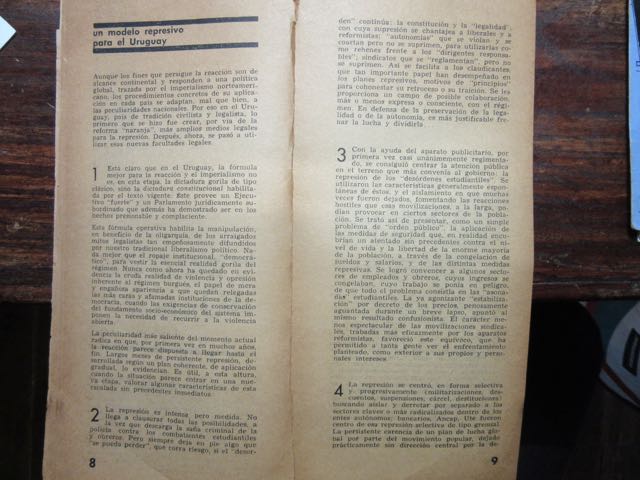 un modelo represivo
para el Uruguay
Aunque los fines que persigue la reacción son de
alcance continental y responden a una política
global, trazada por el imperialismo norteameri-
cano, los procedimientos concretos de su aplica-
ción en cada país se adaptan, mal que bien, a
las peculiaridades nacionales. Por eso en el Uru-
guay, país de tradición civilista y legalista, lo
primero que se hizo fue crear, por vía de la
reforma "naranja", más amplios medios legales
para la represión. Después, ahora, se pasó a uti-
lizar esas nuevas facultades legales.
1 Está claro que en el Uruguay, la fórmula
mejor para la reacción y el imperialismo no
es, en esta etapa, la dictadura gorila de tipo
clásico, sino la dictadura constitucional habilita-
da por el texto vigente. Este provee un Ejecu-
tivo "fuerte" y un Parlamento jurídicamente su-
bordinado que además ha demostrado ser en los
hechos prenonable y complaciente.
Esta fórmula operativa habilita la manipulación,
en beneficio de la oligarquía, de los arraigados
mitos legalistas tan empeñosamente difundidos
por nuestro tradicional liberalismo político. Na-
da mejor que el ropaje institucional, "democrá-
tico", para vestir la esencial realidad gorila del
régimen. Nunca como ahora ha quedado en evi-
dencia la cruda realidad de violencia y opresión
inherente al régimen burgués, el papel de mera
y engañosa apariencia a que quedan relegadas
las más caras y afamadas instituciones de la de-
mocracia, cuando las exigencias de conservación
del fundamento socio-económico del sistema im-
ponen la necesidad de recurrir a la violencia
abierta.
La peculiaridad más saliente del momento actual
radica en que, por primera vez en muchos años,
la reacción parece dispuesta a llegar hasta el
fin. Largos meses de persistente represión, de-
sarrollada según un plan coherente, de aplicación
gradual, lo evidencian. Es útil, a esta altura,
cuando la situación parece entrar en una nue-
va etapa, valorar algunas características de esta
escalada sin precedentes inmediatos.
2 La represión es intensa pero medida. No
llega a clausurar todas las posibilidades, a
la vez que descarga la saña criminal de la
policía contra los combatientes estudiantiles
y obreros. Pero siempre deja en pie algo que
"se pueda perder", que corra riesgo, si el "desor-
8
den" continúa: la constitución y la "legalidad",
con cuya supresión se chantajea a liberales y a
reformistas; "autonomías" que se violan y se
coartan pero no se suprimen, para utilizarlas co-
mo rehenes frente a los "dirigentes responsa-
bles"; sindicatos que se "reglamentan", pero no
se suprimen. Así se facilita a los claudicantes,
que tan importante papel han desempeñado en
los planes represivos, motivos de "principios"
para cohonestar su retroceso o su traición. Se les
proporciona un campo de posible colaboración,
más o menos expresa o consciente, con el régi-
men. En defensa de la preservación de la legali-
dad o de la autonomía, es más justificable fre-
nar la lucha y dividirla.
3 Con la ayuda del aparato publicitario, por
primera vez casi unánimemente regimenta-
do, se consiguió centrar la atención pública
en el terreno que más convenía al gobierno: la
represión de los "desórdenes estudiantiles". Se
utilizaron las características generalmente espon-
táneas de éstos, y el aislamiento en que muchas
veces fueron dejados, fomentando las reacciones
hostiles que esas movilizaciones, a la larga, po-
dían provocar en ciertos sectores de la población.
Se trató así de presentar, como un simple
problema de "orden público", la aplicación de
las medidas de seguridad que, en realidad encu-
brían un atentado sin precedentes contra el ni-
vel de vida y la libertad de la enorme mayoría
de la población, a través de la congelación de
jornales y salarios, y de las distintas medidas
represivas. Se logró convencer a algunos secto-
res de empleados y obreros, cuyos ingresos se
congelaban, cuyo trabajo se ponía en peligro,
de que todo el problema consistía en las "asona-
das" estudiantiles. La ya agonizante "estabiliza-
ción" por decreto de los precios, penosamente
aguantada durante un breve lapso, apuntó al
mismo resultado confusionista. El carácter me-
nos espectacular de las movilizaciones sindica-
les, trabadas más eficazmente por los aparatos
reformistas, favoreció este equívoco, que ha
permitido a tanta gente ver el enfrentamiento
planteado, como exterior a sus propios y perso-
nales intereses.
4 La represión se centró, en forma selectiva
y progresivamente (militarizaciones, des-
cuentos, suspensiones, cárcel, destituciones)
buscando aislar y derrotar por separado a los
sectores claves o más radicalizados dentro de los
entes autónomos; bancarios, Ancap, Ute fueron
centro de esa represión selectiva de tipo gremial.
La persistente carencia de un plan de lucha glo-
bal por parte del movimiento popular, dejado
prácticamente sin dirección central por la de-
9